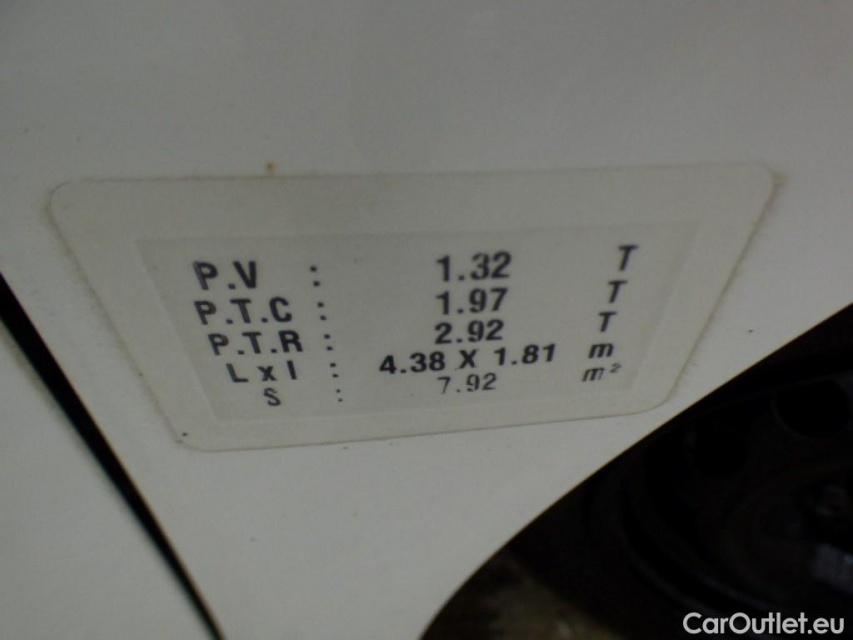 P.V : 1.32 T
P.T.C : 1.97 T
P.T.R : 2.92 T
L x l : 4.38 X 1.81 m
S : 7.92 m²
CarOutlet.eu